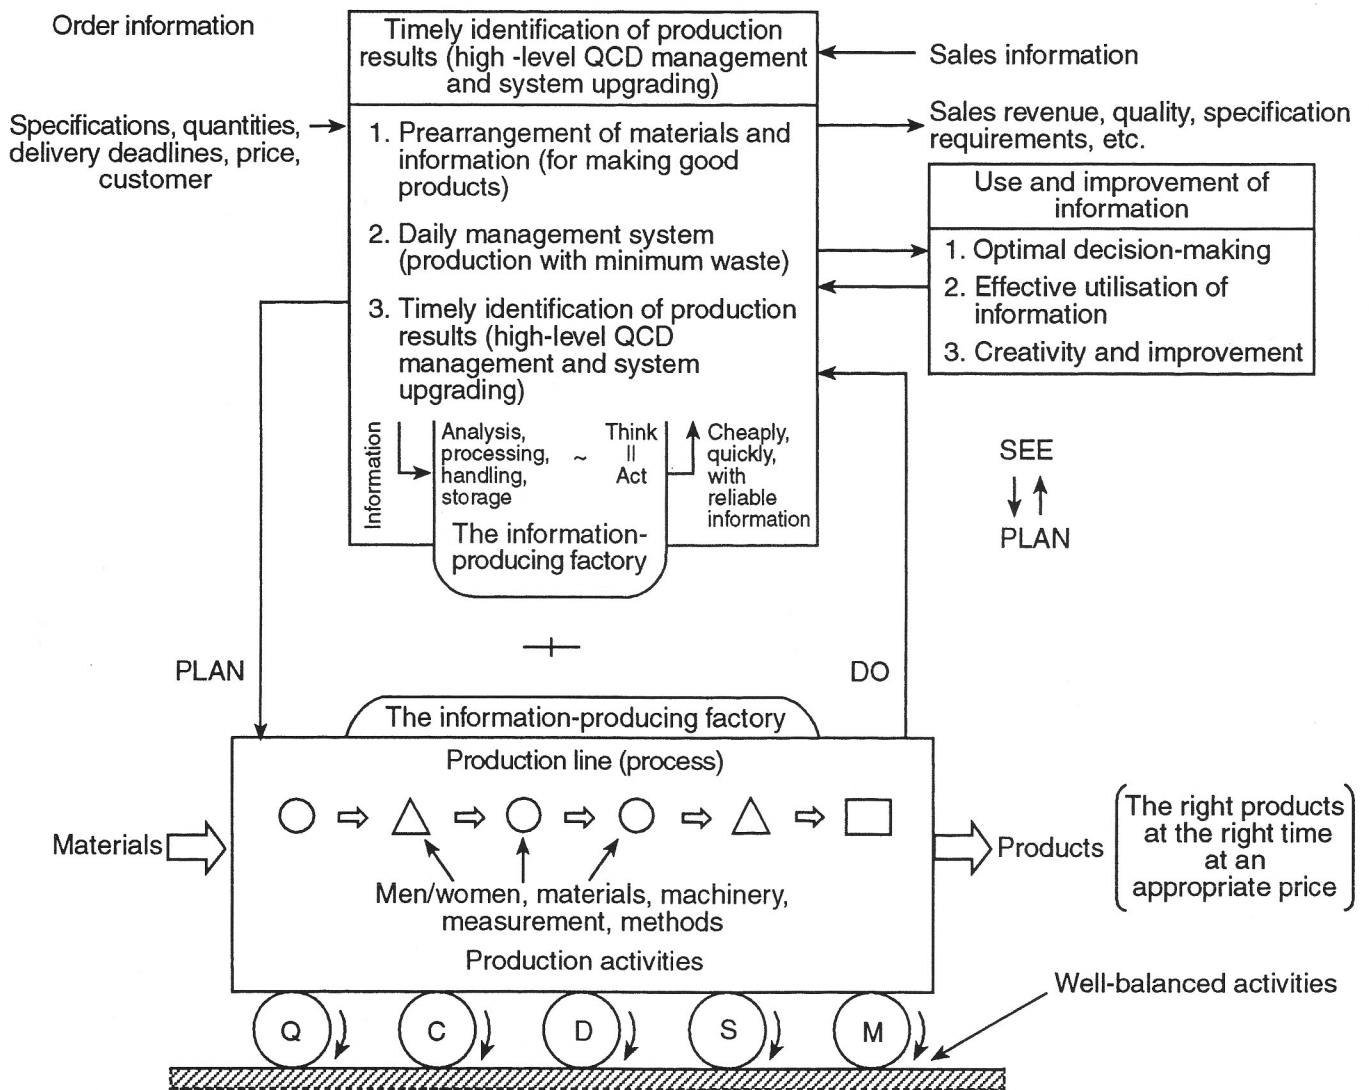 Order information
Specifications, quantities,
delivery deadlines, price,
customer
Timely identification of production
results (high -level QCD management
and system upgrading)
1. Prearrangement of materials and
information (for making good
products)
2. Daily management system
(production with minimum waste)
3. Timely identification of production
results (high-level QCD
management and system
upgrading)
Information
Analysis,
processing,
handling,
storage
~
Think
=
Act
Cheaply,
quickly,
with
reliable
information
The information-
producing factory
Sales information
Sales revenue, quality, specification
requirements, etc.
Use and improvement of
information
1. Optimal decision-making
2. Effective utilisation of
information
3. Creativity and improvement
SEE
PLAN
+
PLAN
DO
The information-producing factory
Production line (process)
Materials
Men/women, materials, machinery,
measurement, methods
Production activities
Products
The right products
at the right time
at an
appropriate price
Well-balanced activities
Q
C
D
S
M